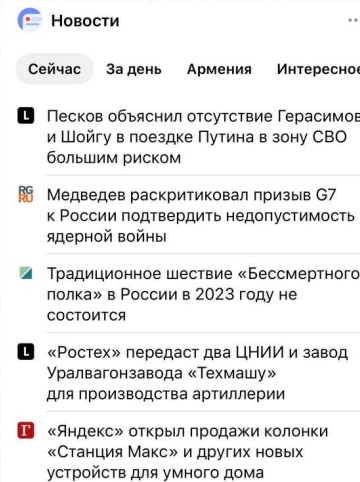 Новости
Сейчас За день Армения Интересное
Песков объяснил отсутствие Герасимов
и Шойгу в поездке Путина в зону СВО
большим риском
Медведев раскритиковал призыв G7
к России подтвердить недопустимость
ядерной войны
Традиционное шествие «Бессмертного
полка» в России в 2023 году не
состоится
«Ростех» передаст два ЦНИИ и завод
Уралвагонзавода «Техмашу»
для производства артиллерии
«Яндекс» открыл продажи колонки
«Станция Макс» и других новых
устройств для умного дома